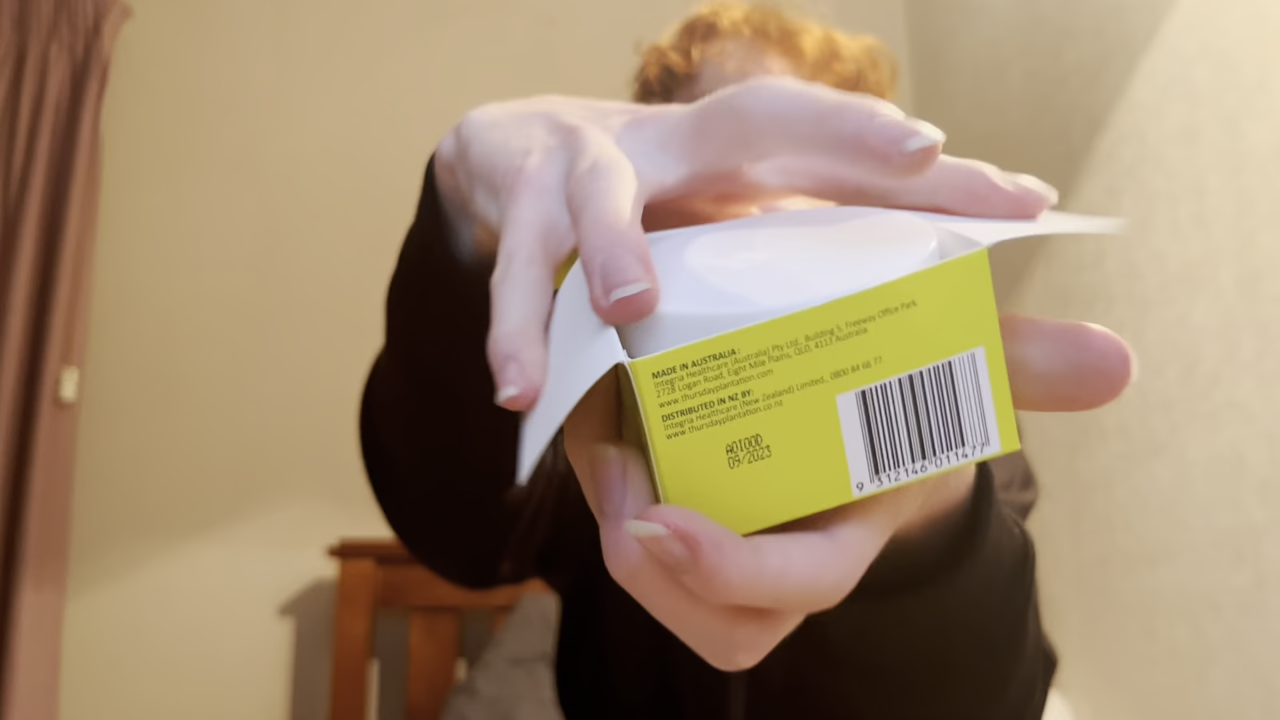 MADE IN AUSTRALIA:
Integria Healthcare (Australia) Pty Ltd., Building 5, Freeway Office Park
2728 Logan Road, Eight Mile Plains, QLD, 4113 Australia.
www.thursdayplantation.com
DISTRIBUTED IN NZ BY:
Integria Healthcare (New Zealand) Limited., 0800 84 68 77.
www.thursdayplantation.co.nz
A0100D
09/2023
9 312146 011477